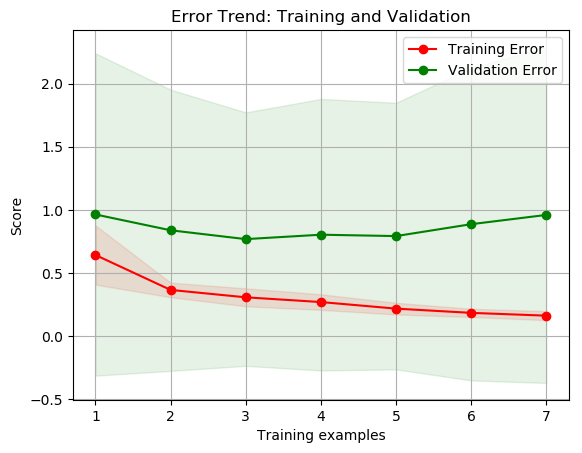 Error Trend: Training and Validation
Training Error
Validation Error
2.0
1.5
1.0
0.5
0.0
−0.5
Score
1 2 3 4 5 6 7
Training examples